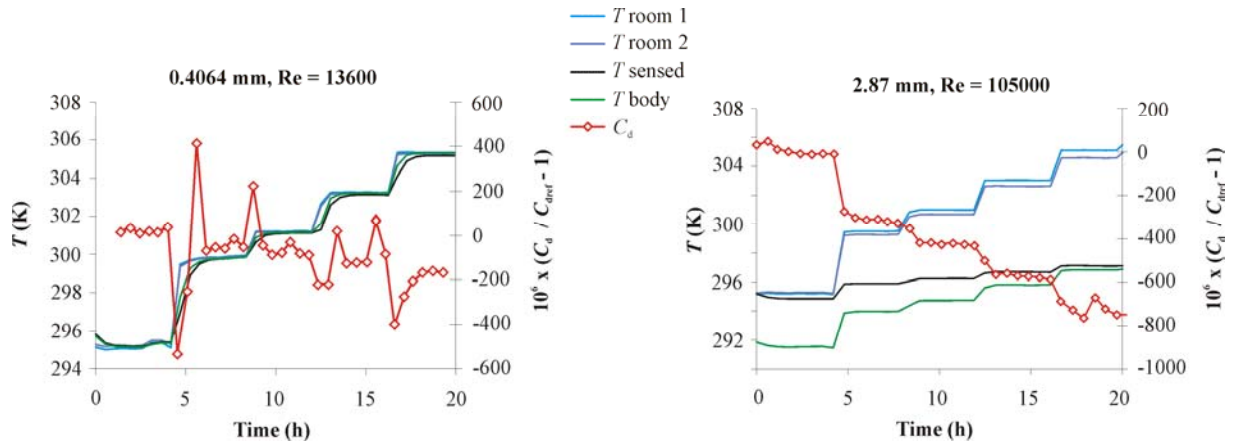 T room 1
T room 2
T sensed
T body
C_d
0.4064 mm, Re = 13600
308
306
304
302
300
298
296
294
T (K)
600
400
200
0
-200
-400
-600
10^6 x (C_d / C_dref - 1)
0 5 10 15 20
Time (h)
2.87 mm, Re = 105000
308
304
300
296
292
T (K)
200
0
-200
-400
-600
-800
-1000
10^6 x (C_d / C_dref - 1)
0 5 10 15 20
Time (h)